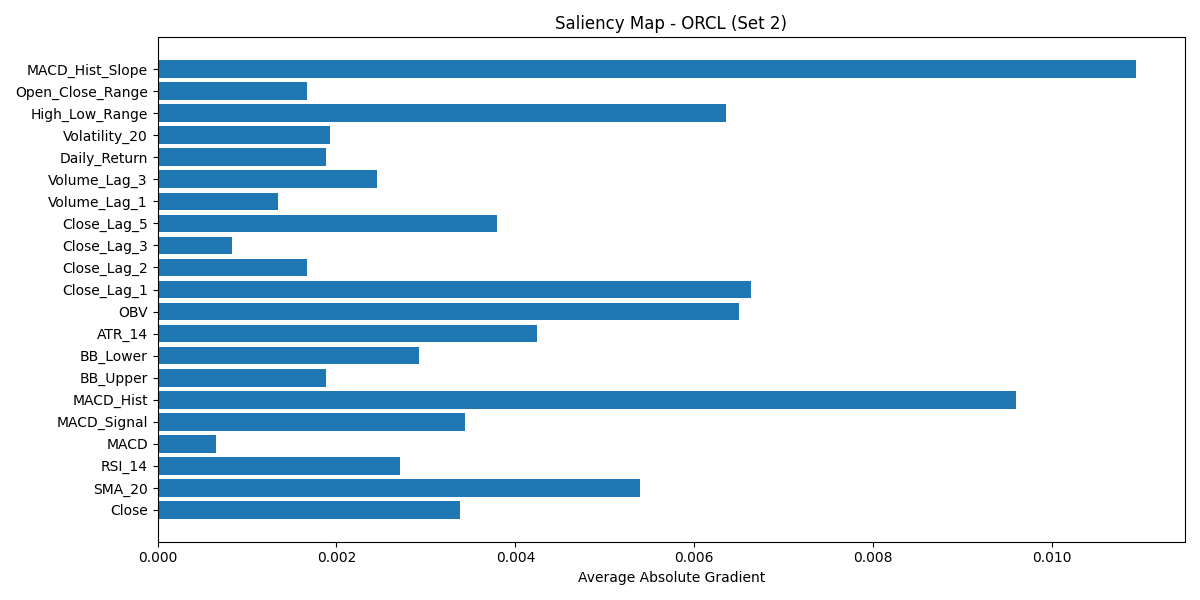 Saliency Map - ORCL (Set 2)
MACD_Hist_Slope
Open_Close_Range
High_Low_Range
Volatility_20
Daily_Return
Volume_Lag_3
Volume_Lag_1
Close_Lag_5
Close_Lag_3
Close_Lag_2
Close_Lag_1
OBV
ATR_14
BB_Lower
BB_Upper
MACD_Hist
MACD_Signal
MACD
RSI_14
SMA_20
Close
0.000 0.002 0.004 0.006 0.008 0.010
Average Absolute Gradient